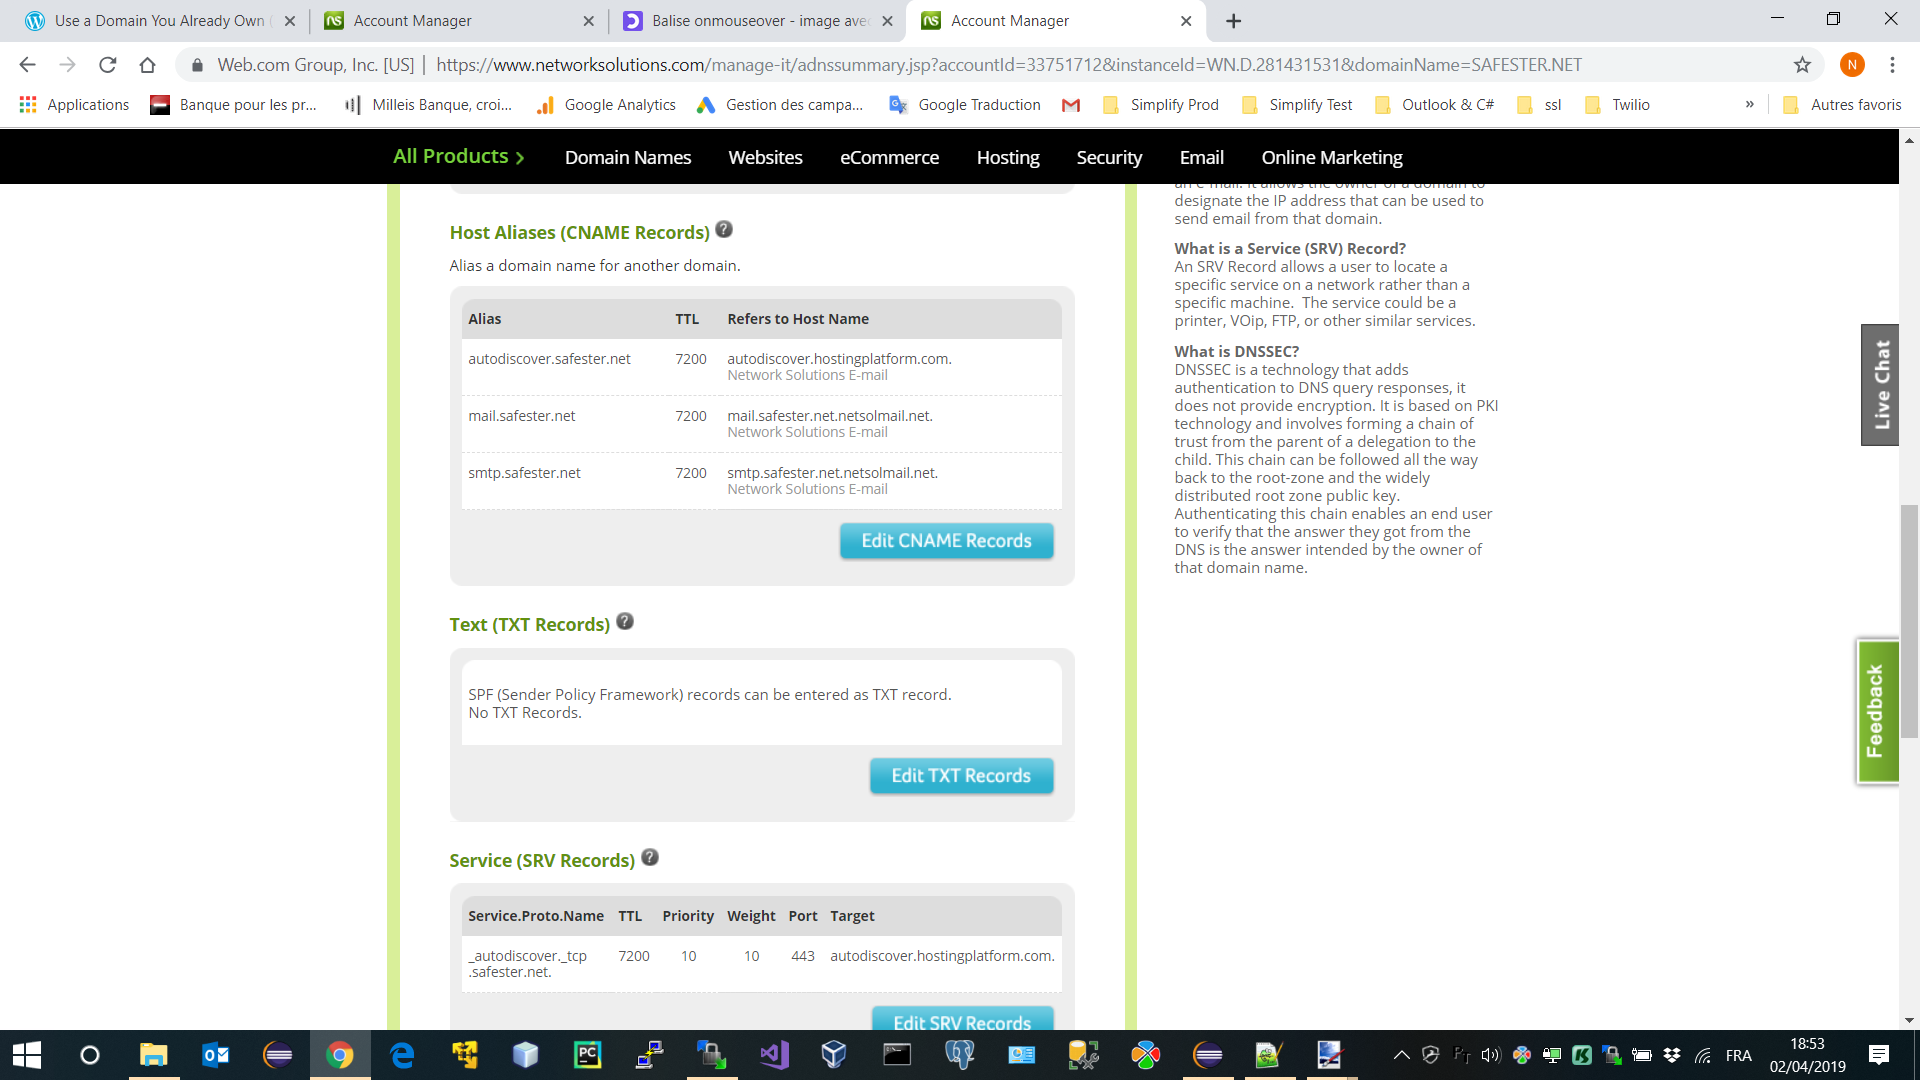 Use a Domain You Already Own (
Account Manager
Balise onmouseover - image avec
Account Manager
Web.com Group, Inc. [US] | https://www.networksolutions.com/manage-it/adnssummary.jsp?accountId=33751712&instanceId=WN.D.281431531&domainName=SAFESTER.NET
N
Applications
Banque pour les pr...
Milleis Banque, croi...
Google Analytics
Gestion des campa...
Google Traduction
Simplify Prod
Simplify Test
Outlook & C#
ssl
Twilio
»
Autres favoris
All Products >
Domain Names
Websites
eCommerce
Hosting
Security
Email
Online Marketing
Host Aliases (CNAME Records) ?
Alias a domain name for another domain.
Alias TTL Refers to Host Name
autodiscover.safester.net 7200 autodiscover.hostingplatform.com.
Network Solutions E-mail
mail.safester.net 7200 mail.safester.net.netsolmail.net.
Network Solutions E-mail
smtp.safester.net 7200 smtp.safester.net.netsolmail.net.
Network Solutions E-mail
Edit CNAME Records
Text (TXT Records) ?
SPF (Sender Policy Framework) records can be entered as TXT record.
No TXT Records.
Edit TXT Records
Service (SRV Records) ?
Service.Proto.Name TTL Priority Weight Port Target
_autodiscover._tcp 7200 10 10 443 autodiscover.hostingplatform.com.
.safester.net.
Edit SRV Records
an e-mail. It allows the owner of a domain to
designate the IP address that can be used to
send email from that domain.
What is a Service (SRV) Record?
An SRV Record allows a user to locate a
specific service on a network rather than a
specific machine.  The service could be a
printer, VOip, FTP, or other similar services.
What is DNSSEC?
DNSSEC is a technology that adds
authentication to DNS query responses, it
does not provide encryption. It is based on PKI
technology and involves forming a chain of
trust from the parent of a delegation to the
child. This chain can be followed all the way
back to the root-zone and the widely
distributed root zone public key.
Authenticating this chain enables an end user
to verify that the answer they got from the
DNS is the answer intended by the owner of
that domain name.
Live Chat
Feedback
FRA
18:53
02/04/2019